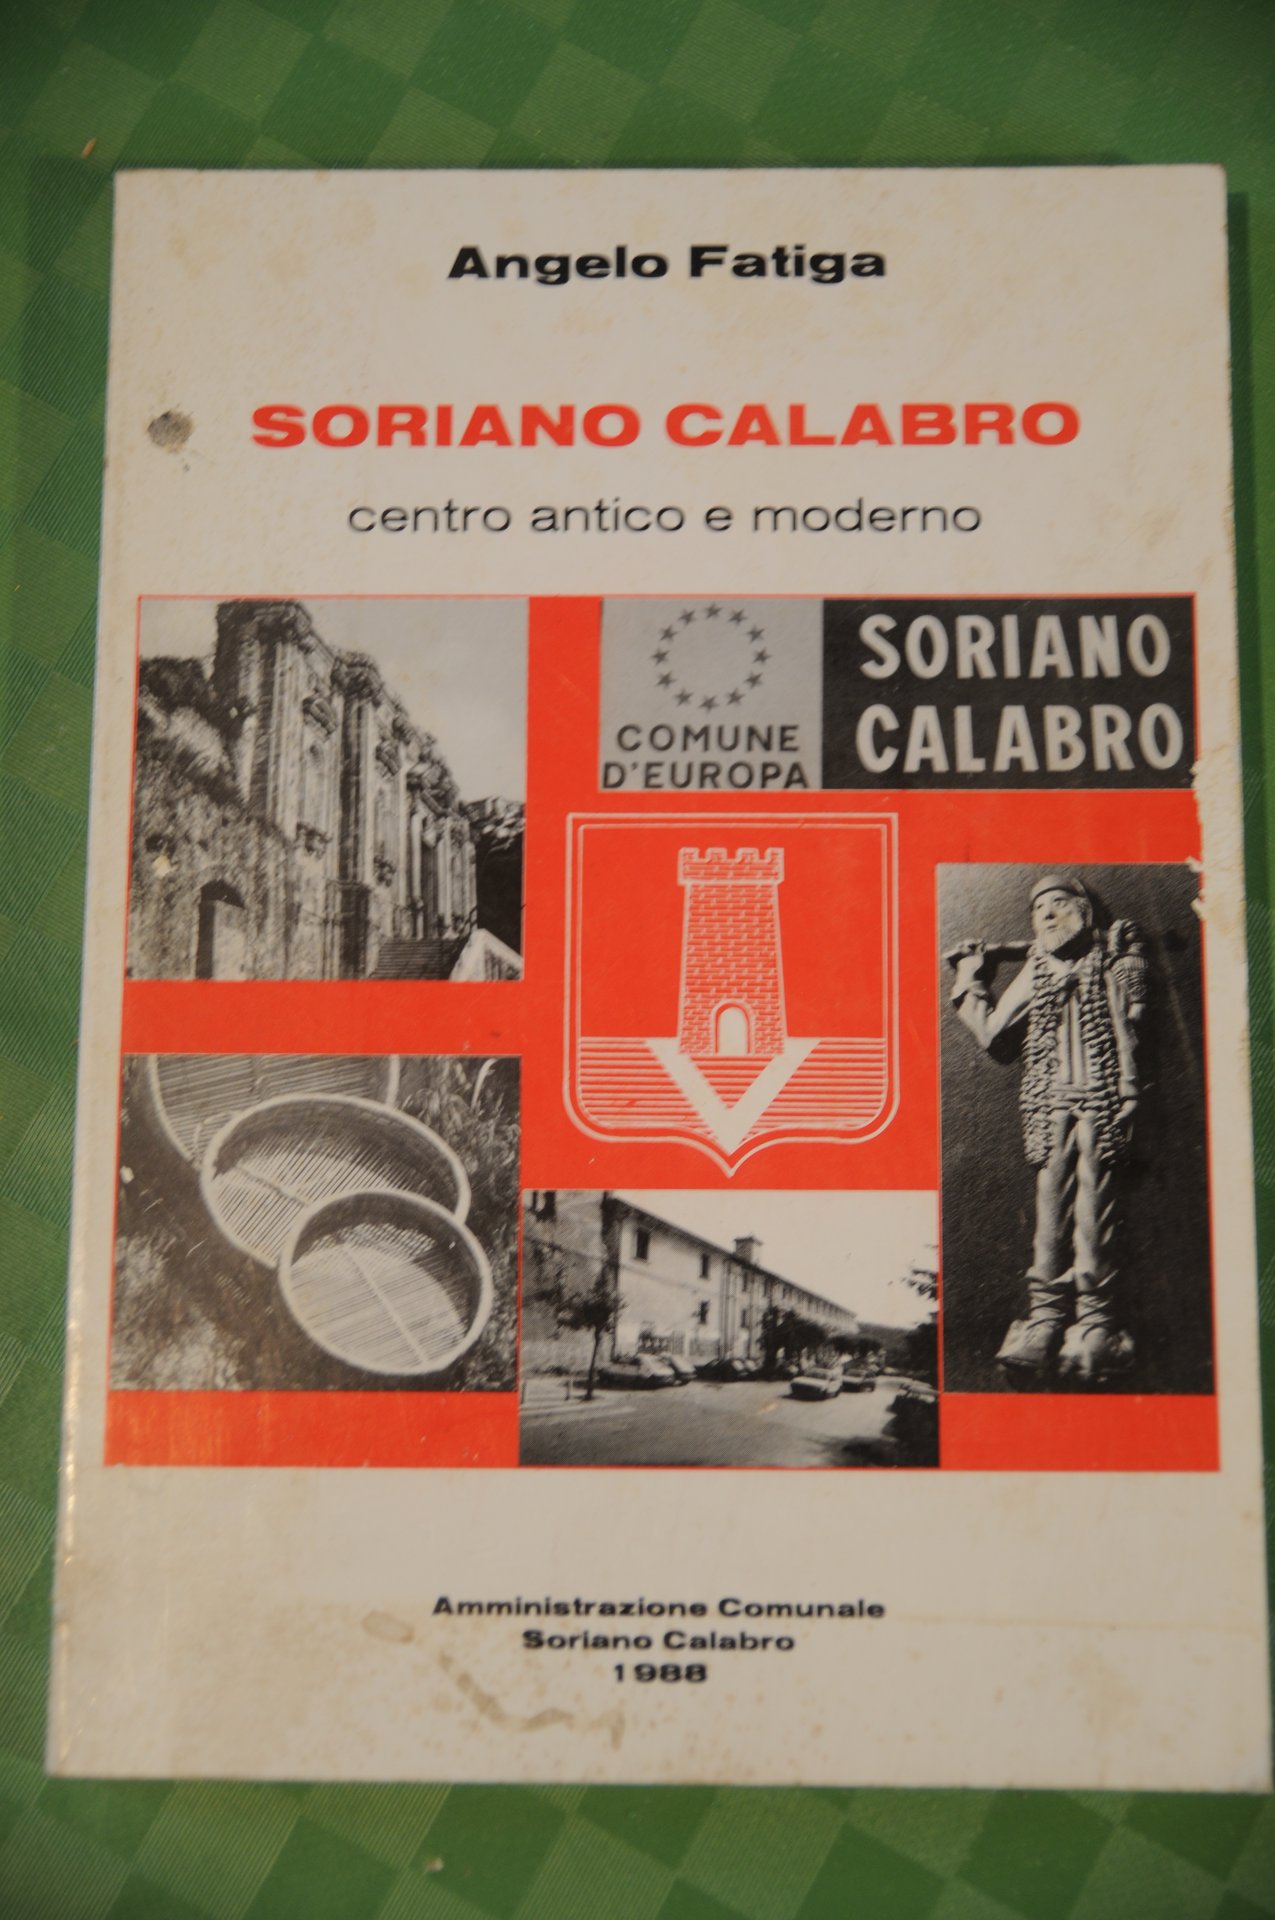 Angelo Fatiga
SORIANO CALABRO
centro antico e moderno
COMUNE
D'EUROPA
SORIANO
CALABRO
Amministrazione Comunale
Soriano Calabro
1988